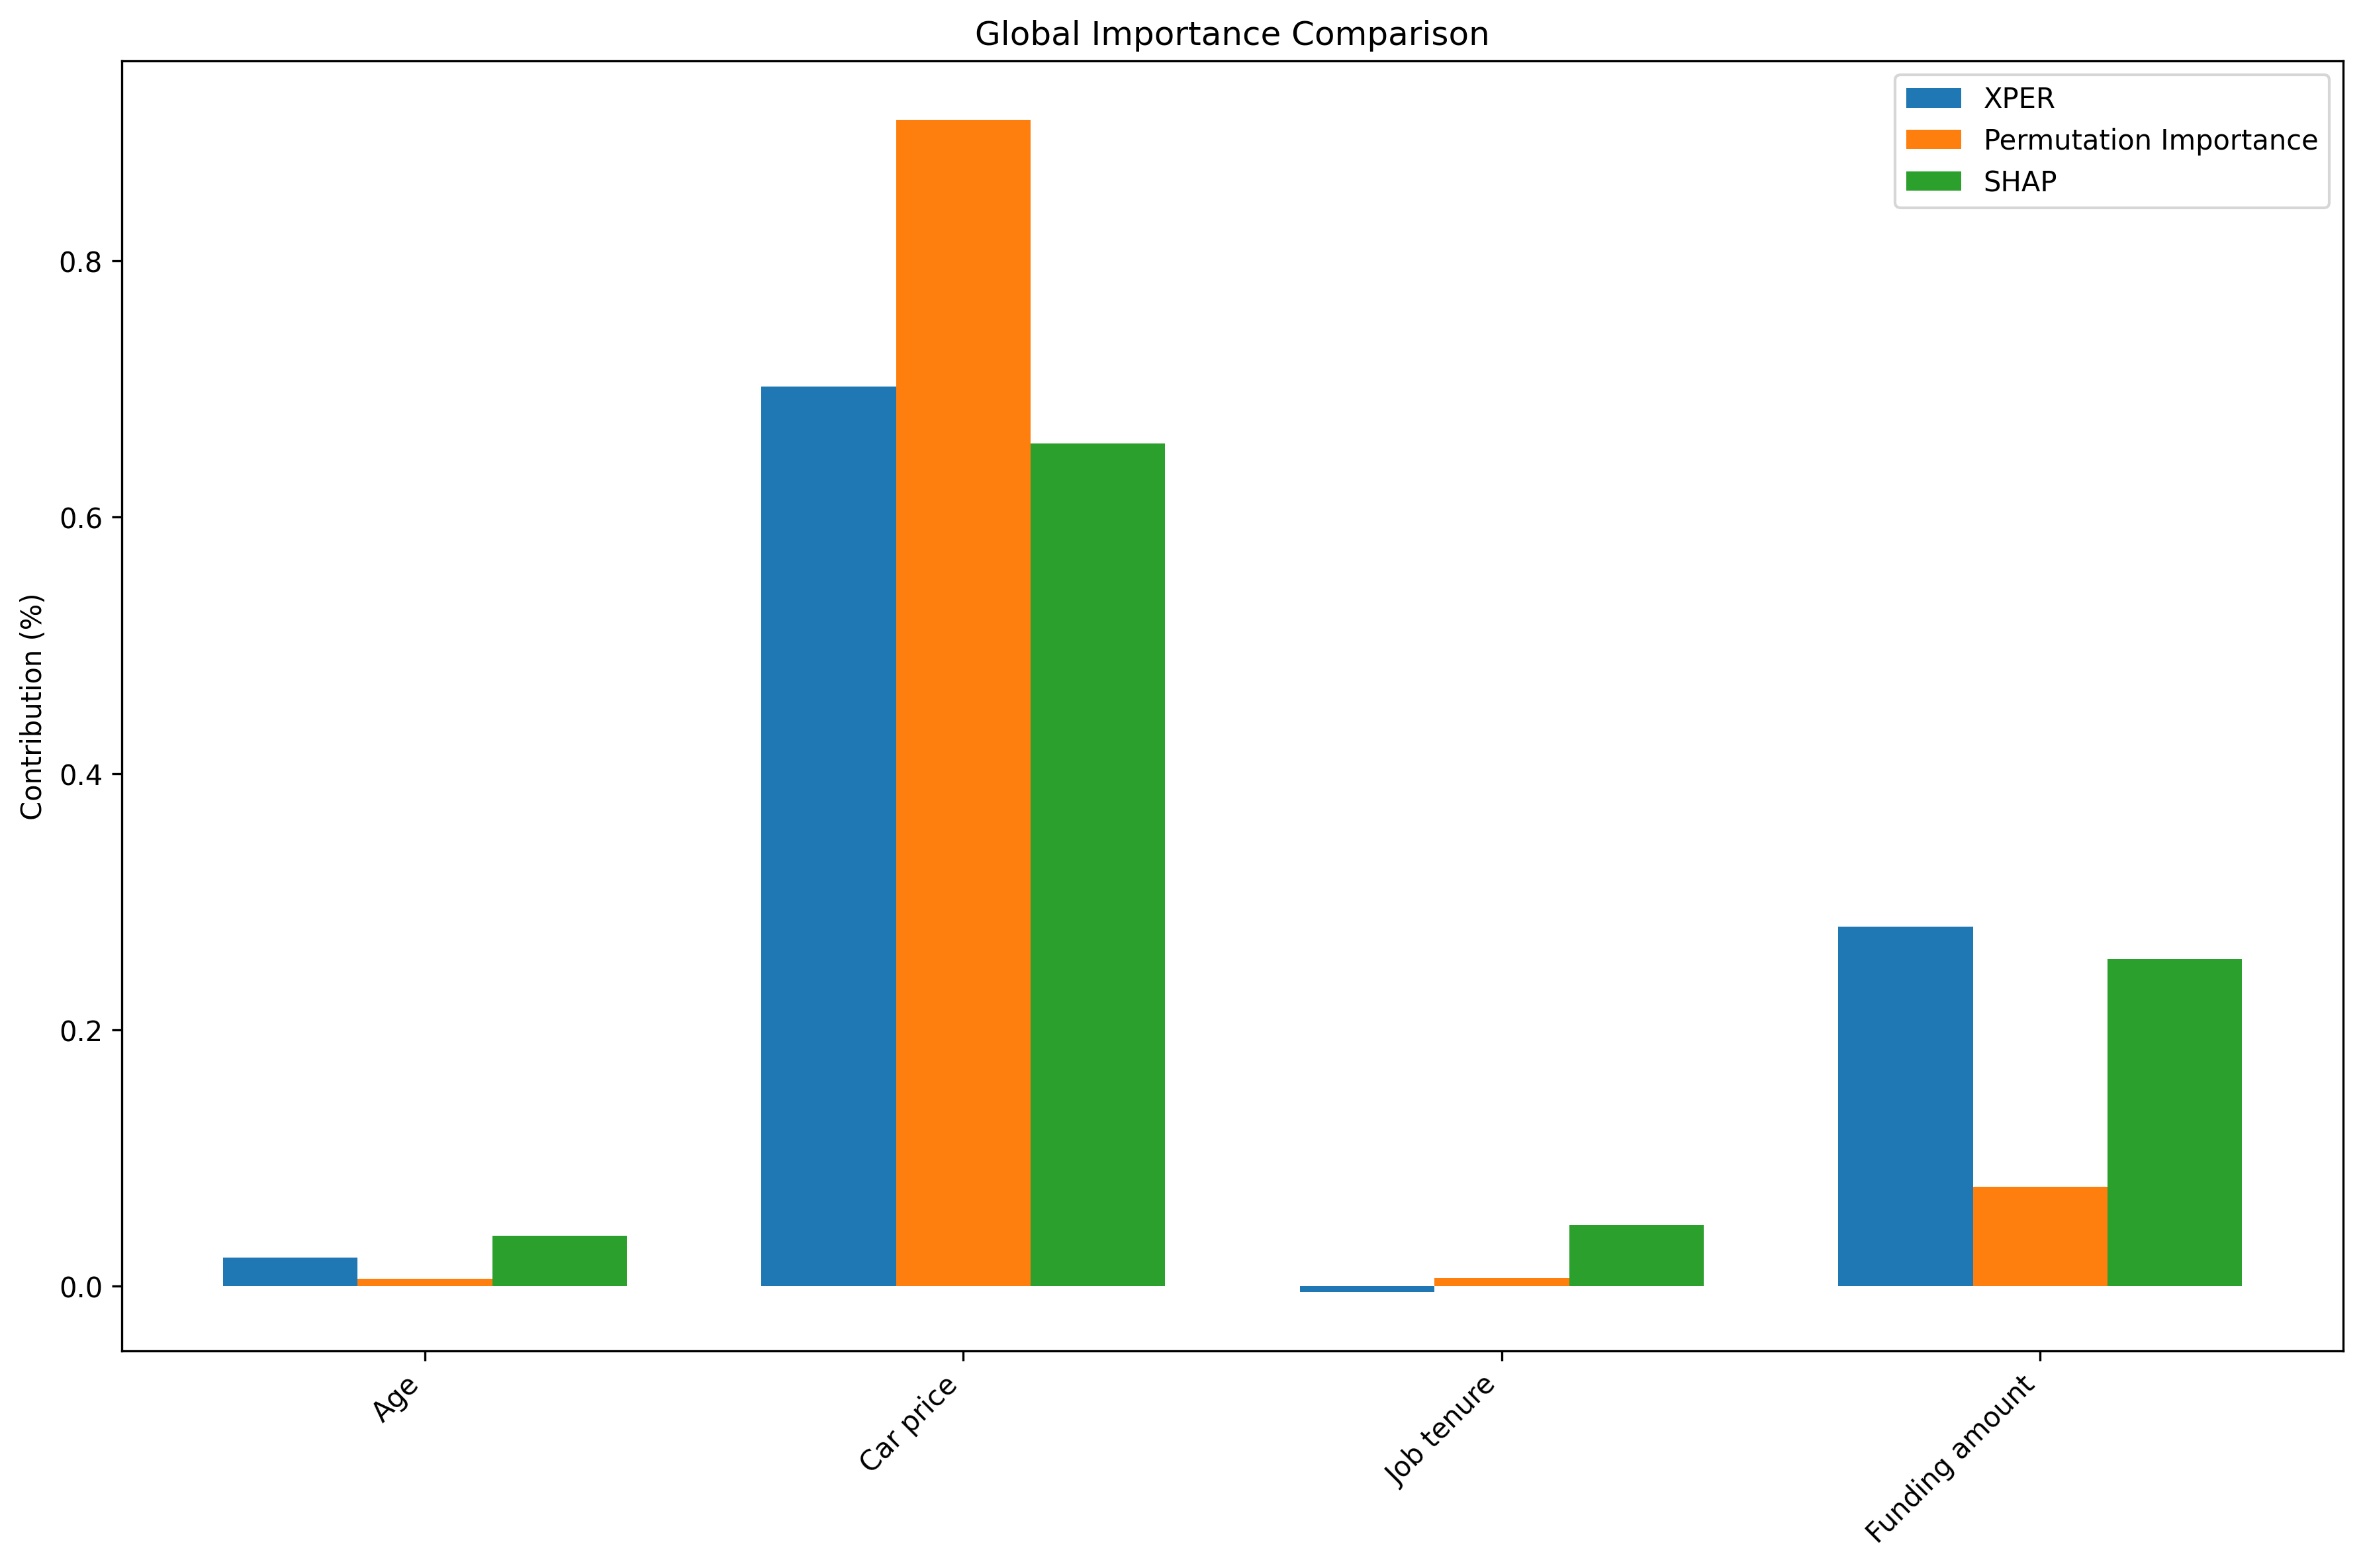 Global Importance Comparison
XPER
Permutation Importance
SHAP
Contribution (%)
0.8
0.6
0.4
0.2
0.0
Age
Car price
Job tenure
Funding amount